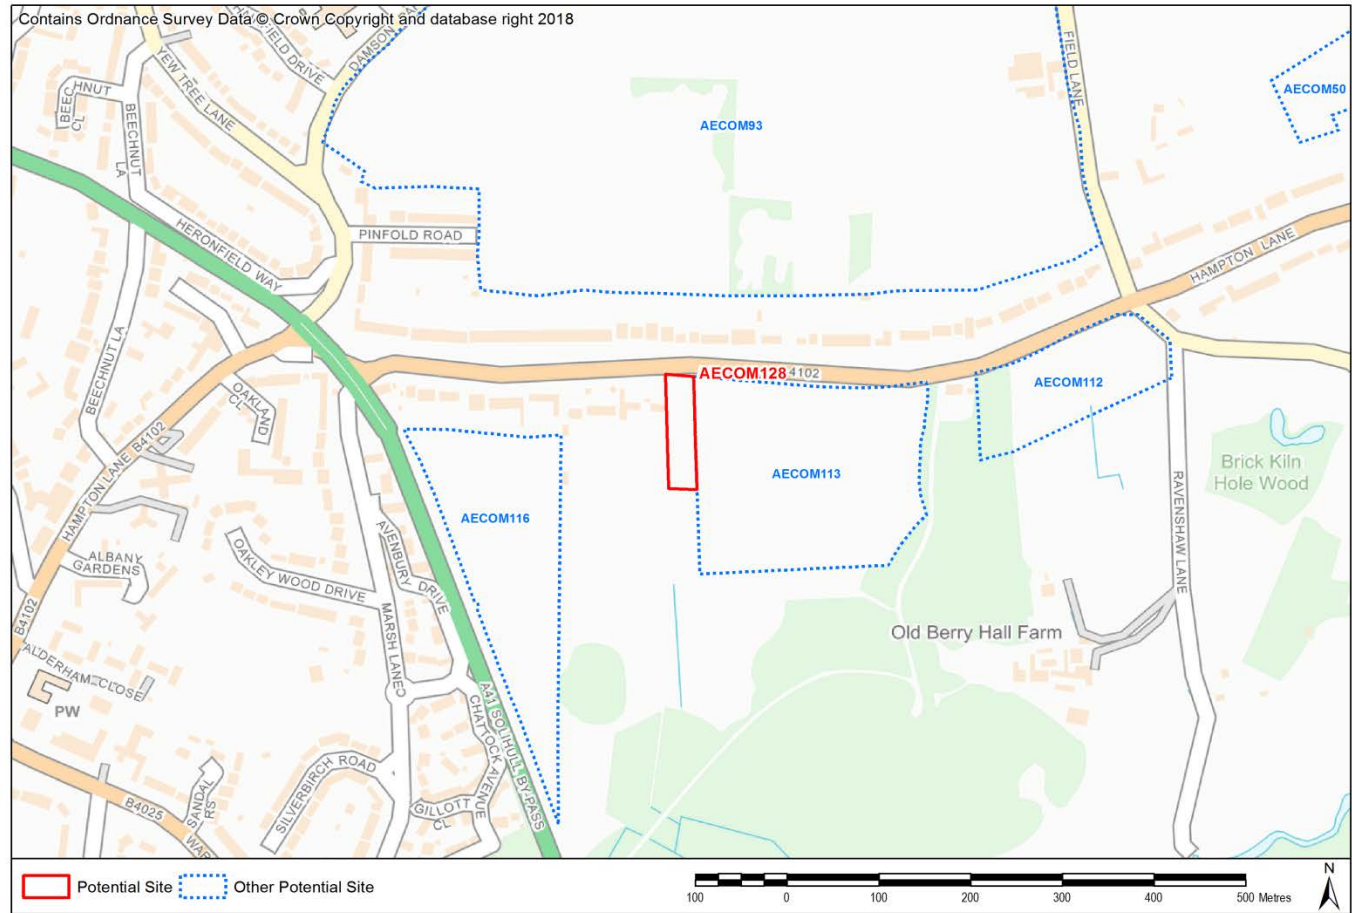 Contains Ordnance Survey Data © Crown Copyright and database right 2018
FIELD DRIVE
DAMSON
YEW TREE LANE
FIELD LANE
BEECHNUT
CL
BEECHNUT
LA
AECOM93
AECOM50
HERONFIELD WAY
PINFOLD ROAD
HAMPTON LANE
BEECHNUT LA
AECOM128
4102
AECOM112
OAKLAND
CL
HAMPTON LANE B4102
AECOM113
Brick Kiln
Hole Wood
AECOM116
RAVENSHAW LANE
ALBANY
GARDENS
OAKLEY WOOD DRIVE
AVENBURY DRIVE
MARSH LANE
B4102
Old Berry Hall Farm
ALDERHAM CLOSE
PW
A41 SOLIHULL BY-PASS
CHATTOCK AVENUE
SILVERBIRCH ROAD
SANDAL
RS
GILLOTT
CL
B4025
WAR
Potential Site
Other Potential Site
N
100 0 100 200 300 400 500 Metres